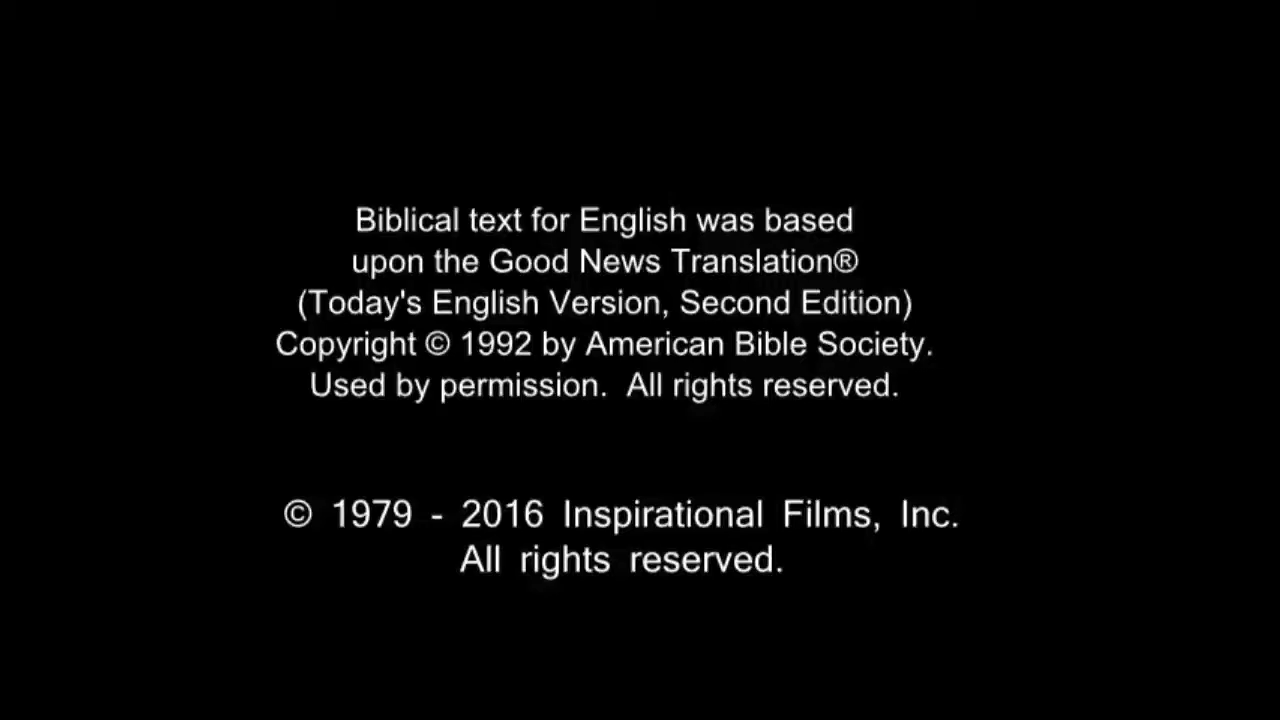 Biblical text for English was based
upon the Good News Translation®
(Today's English Version, Second Edition)
Copyright © 1992 by American Bible Society.
Used by permission.  All rights reserved.
© 1979 - 2016 Inspirational Films, Inc.
All rights reserved.